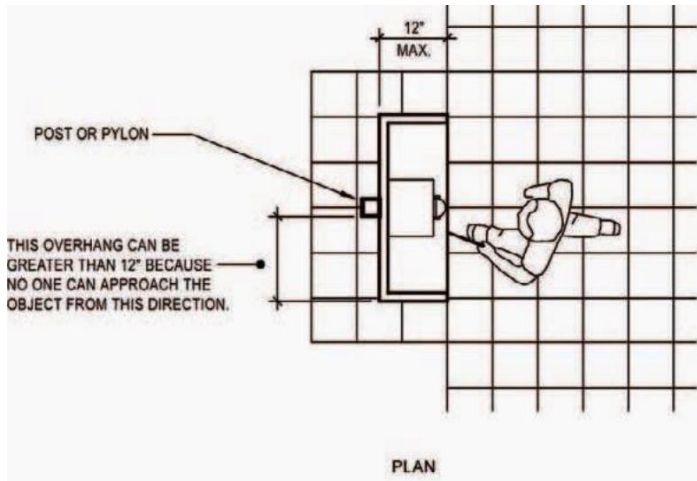 12"
MAX.
POST OR PYLON
THIS OVERHANG CAN BE
GREATER THAN 12" BECAUSE
NO ONE CAN APPROACH THE
OBJECT FROM THIS DIRECTION.
PLAN